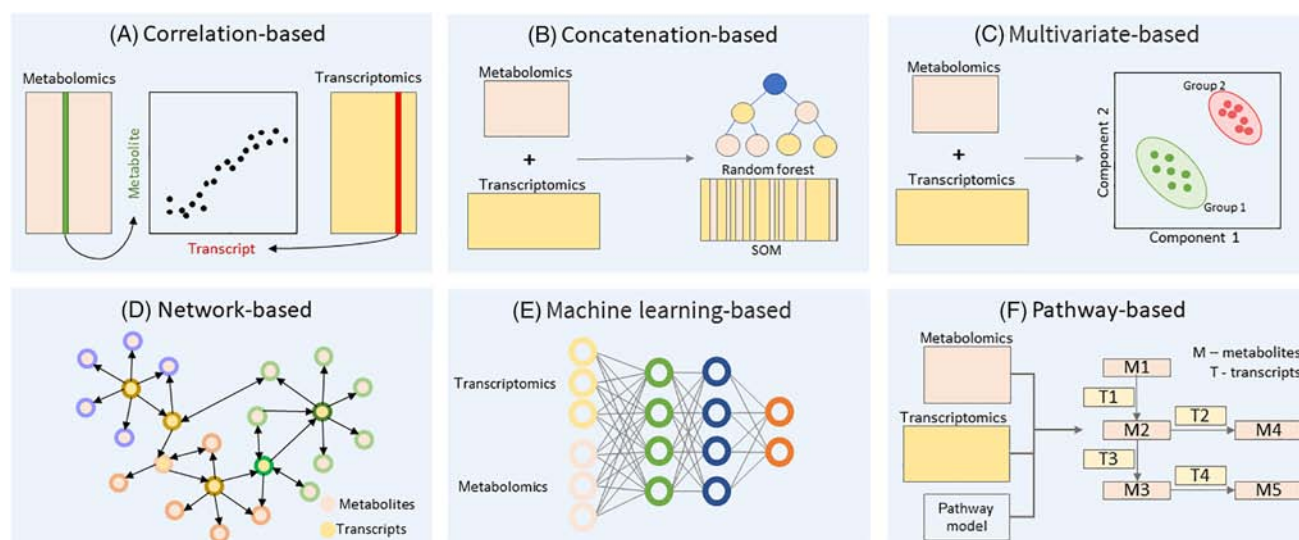 (A) Correlation-based
Metabolomics
Transcriptomics
Metabolite
Transcript
(B) Concatenation-based
Metabolomics
+
Transcriptomics
Random forest
SOM
(C) Multivariate-based
Metabolomics
+
Transcriptomics
Group 2
Group 1
Component 2
Component 1
(D) Network-based
Metabolites
Transcripts
(E) Machine learning-based
Transcriptomics
Metabolomics
(F) Pathway-based
Metabolomics
Transcriptomics
Pathway
model
M – metabolites
T - transcripts
M1
T1
T2
M2
M4
T3
T4
M3
M5